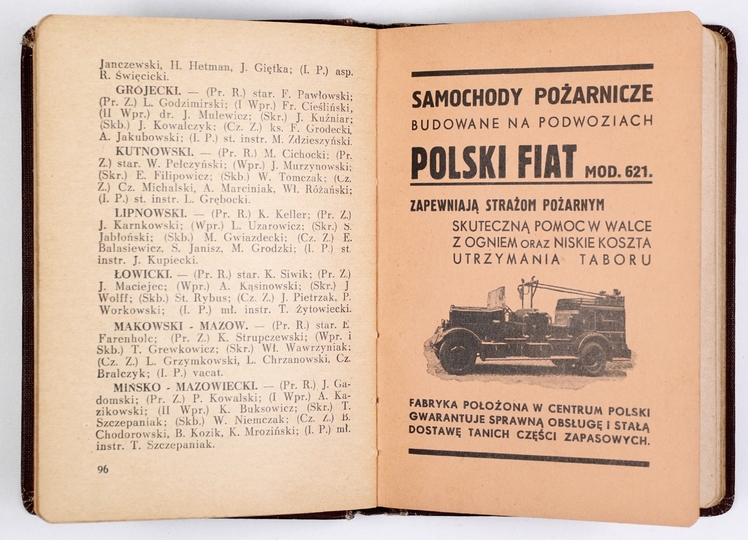 Janczewski, H. Hetman, J. Giętka; (I. P.) asp.
R. Święcicki.
GRÓJECKI. — (Pr. R.) star. F. Pawłowski;
(Pr. Z.) L. Godzimirski; (I Wpr.) Fr. Cieśliński,
(II Wpr.) dr. J. Mulewicz; (Skr.) J. Kuźniar;
(Skb.) J. Kowalczyk; (Cz. Z.) ks. F. Grodecki,
A. Jakubowski; (I. P.) st. instr. M. Zdzieszyński.
KUTNOWSKI. — (Pr. R.) M. Cichocki; (Pr.
Z.) star. W. Pełczyński; (Wpr.) J. Murzynowski;
(Skr.) E. Filipowicz; (Skb.) W. Tomczak; (Cz.
Z.) Cz. Michalski, A. Marciniak, Wł. Różański;
(I. P.) st. instr. L. Grębocki.
LIPNOWSKI. — (Pr. R.) K. Keller; (Pr. Z.)
J. Karnkowski; (Wpr.) L. Uzarowicz; (Skr.) S.
Jabłoński; (Skb.) M. Gwiazdecki; (Cz. Z.) E.
Balasiewicz, S. Janisz, M. Grodzki; (I. P.) st
instr. J. Kupiecki.
ŁOWICKI. — (Pr. R.) star. K. Siwik; (Pr. Z.)
J. Maciejec; (Wpr.) A. Kąsinowski; (Skr.) J
Wolff; (Skb.) St. Rybus; (Cz. Z.) J. Pietrzak, P.
Workowski; (I. P.) mł. instr. T. Żytowiecki.
MAKOWSKI - MAZOW. — (Pr. R.) star. E
Farenholc; (Pr. Z.) K. Strupczewski; (Wpr. i
Skb.) T. Grewkowicz; (Skr.) Wł. Wawrzyniak;
(Cz. Z.) L. Grzymkowski, L. Chrzanowski, Cz.
Bralczyk; (I. P.) vacat.
MIŃSKO - MAZOWIECKI. — (Pr. R.) J. Ga-
domski; (Pr. Z.) P. Kowalski; (I Wpr.) A. Ka-
zikowski; (II Wpr.) K. Buksowicz; (Skr.) T.
Szczepaniak; (Skb.) W. Niemczak; (Cz. Z.) B.
Chodorowski, B. Kozik, K. Mroziński; (I. P.) mł.
instr. T. Szczepaniak.
96
SAMOCHODY POŻARNICZE
BUDOWANE NA PODWOZIACH
POLSKI FIAT MOD. 621.
ZAPEWNIAJĄ STRAŻOM POŻARNYM
SKUTECZNĄ POMOC W WALCE
Z OGNIEM ORAZ NISKIE KOSZTA
UTRZYMANIA TABORU
FABRYKA POŁOŻONA W CENTRUM POLSKI
GWARANTUJE SPRAWNĄ OBSŁUGĘ I STAŁĄ
DOSTAWĘ TANICH CZĘŚCI ZAPASOWYCH.